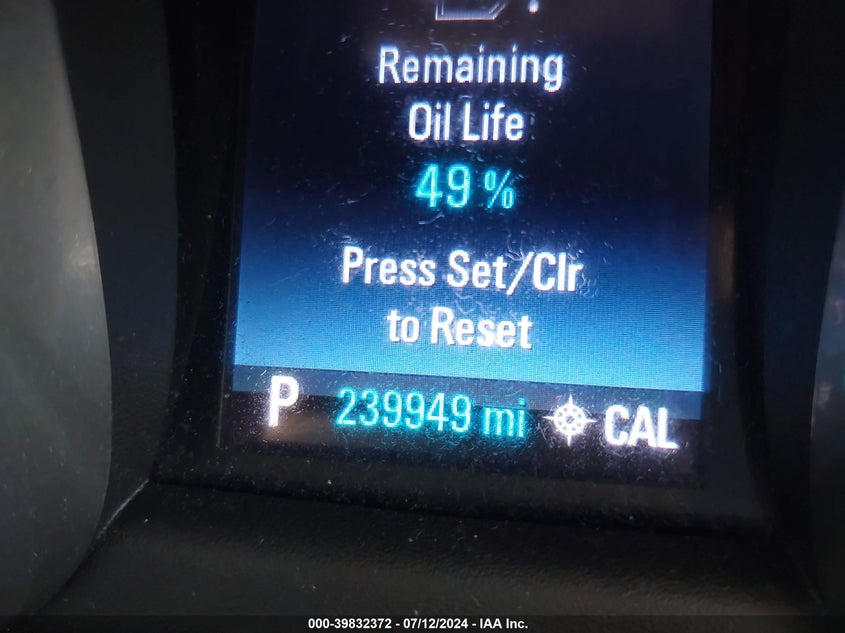 Remaining
Oil Life
49 %
Press Set/Clr
to Reset
P 239949 mi CAL
000-39832372 - 07/12/2024 - IAA Inc.